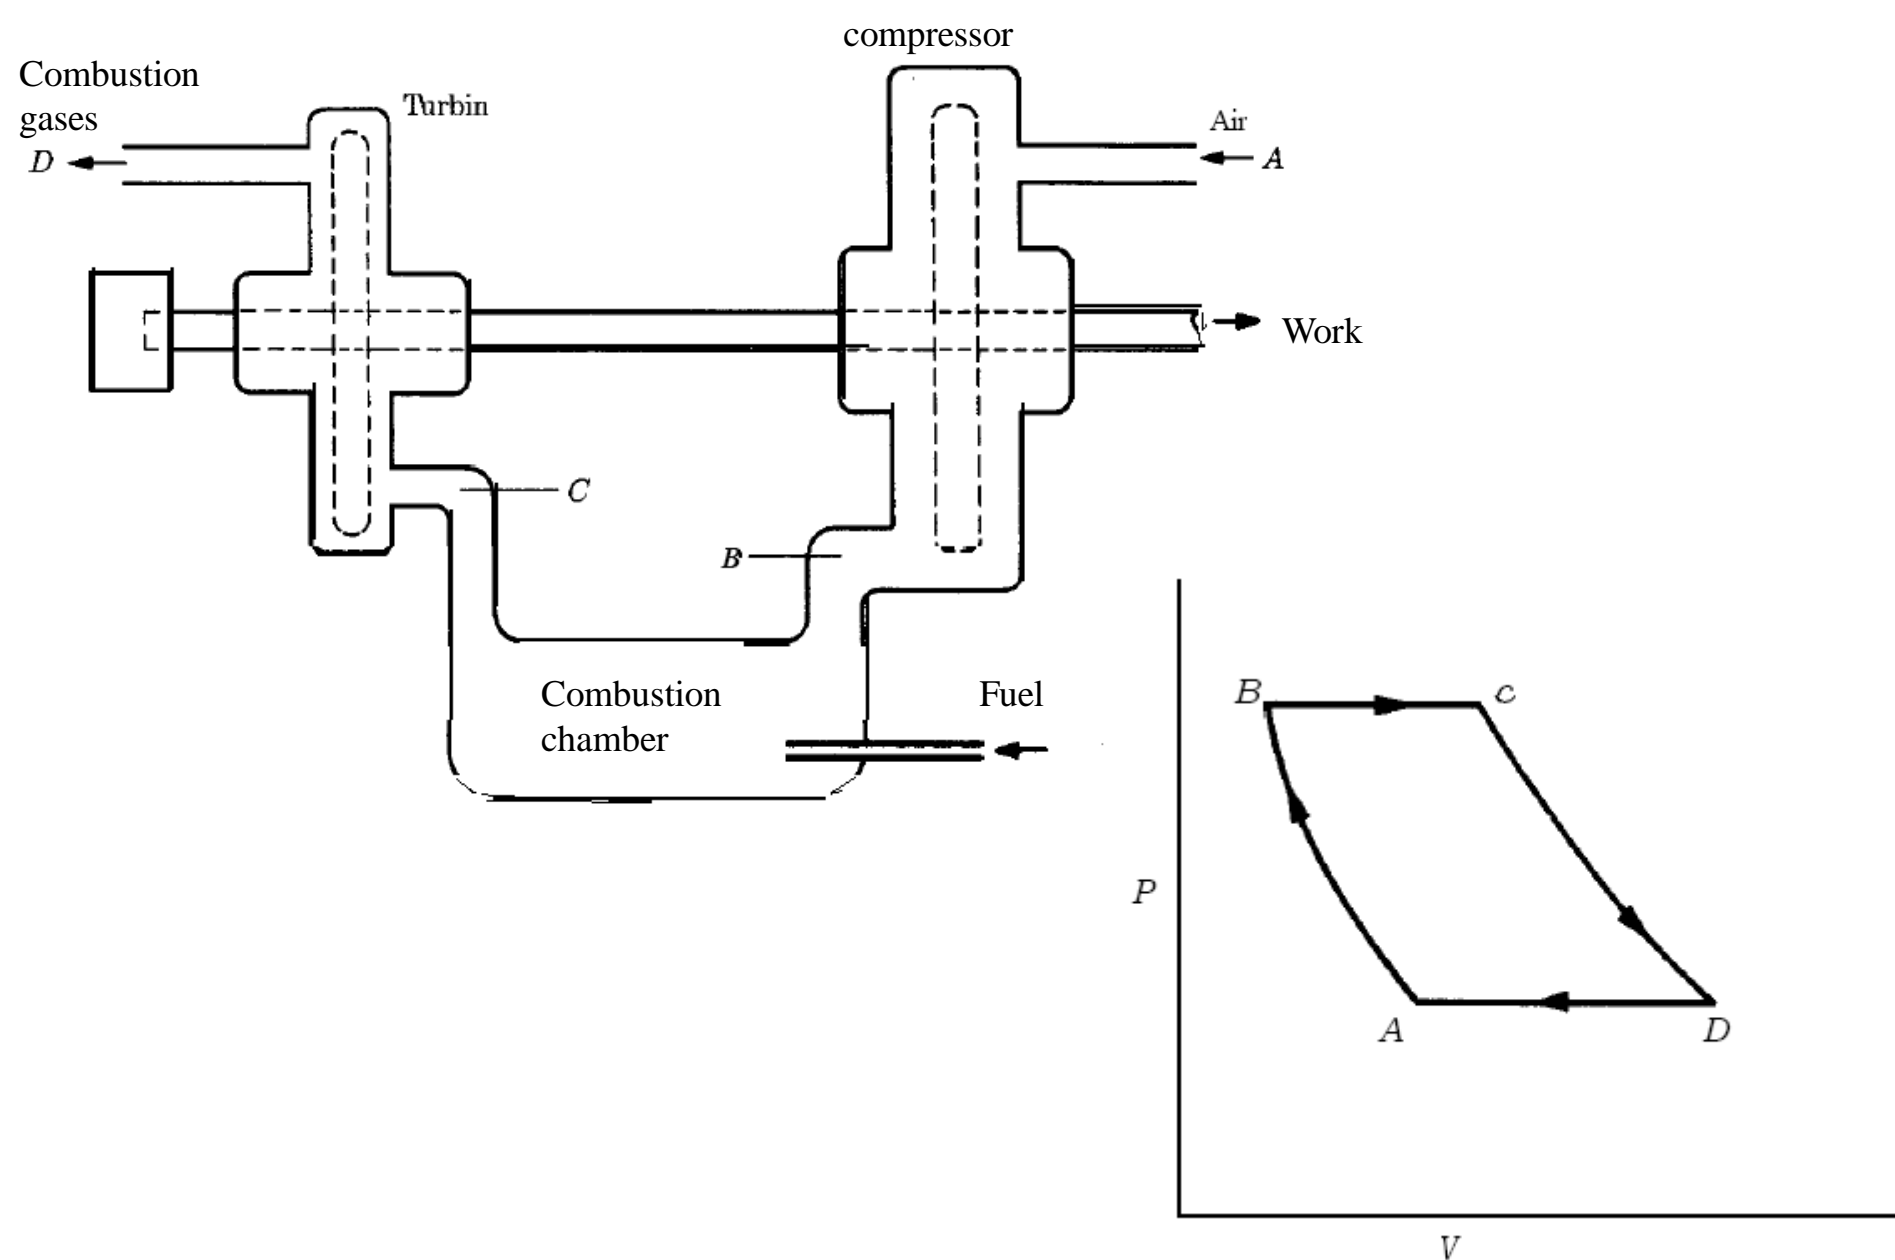 compressor
Combustion
gases
Turbin
Air
D
A
Work
C
B
Combustion
chamber
Fuel
B
c
P
A
D
V